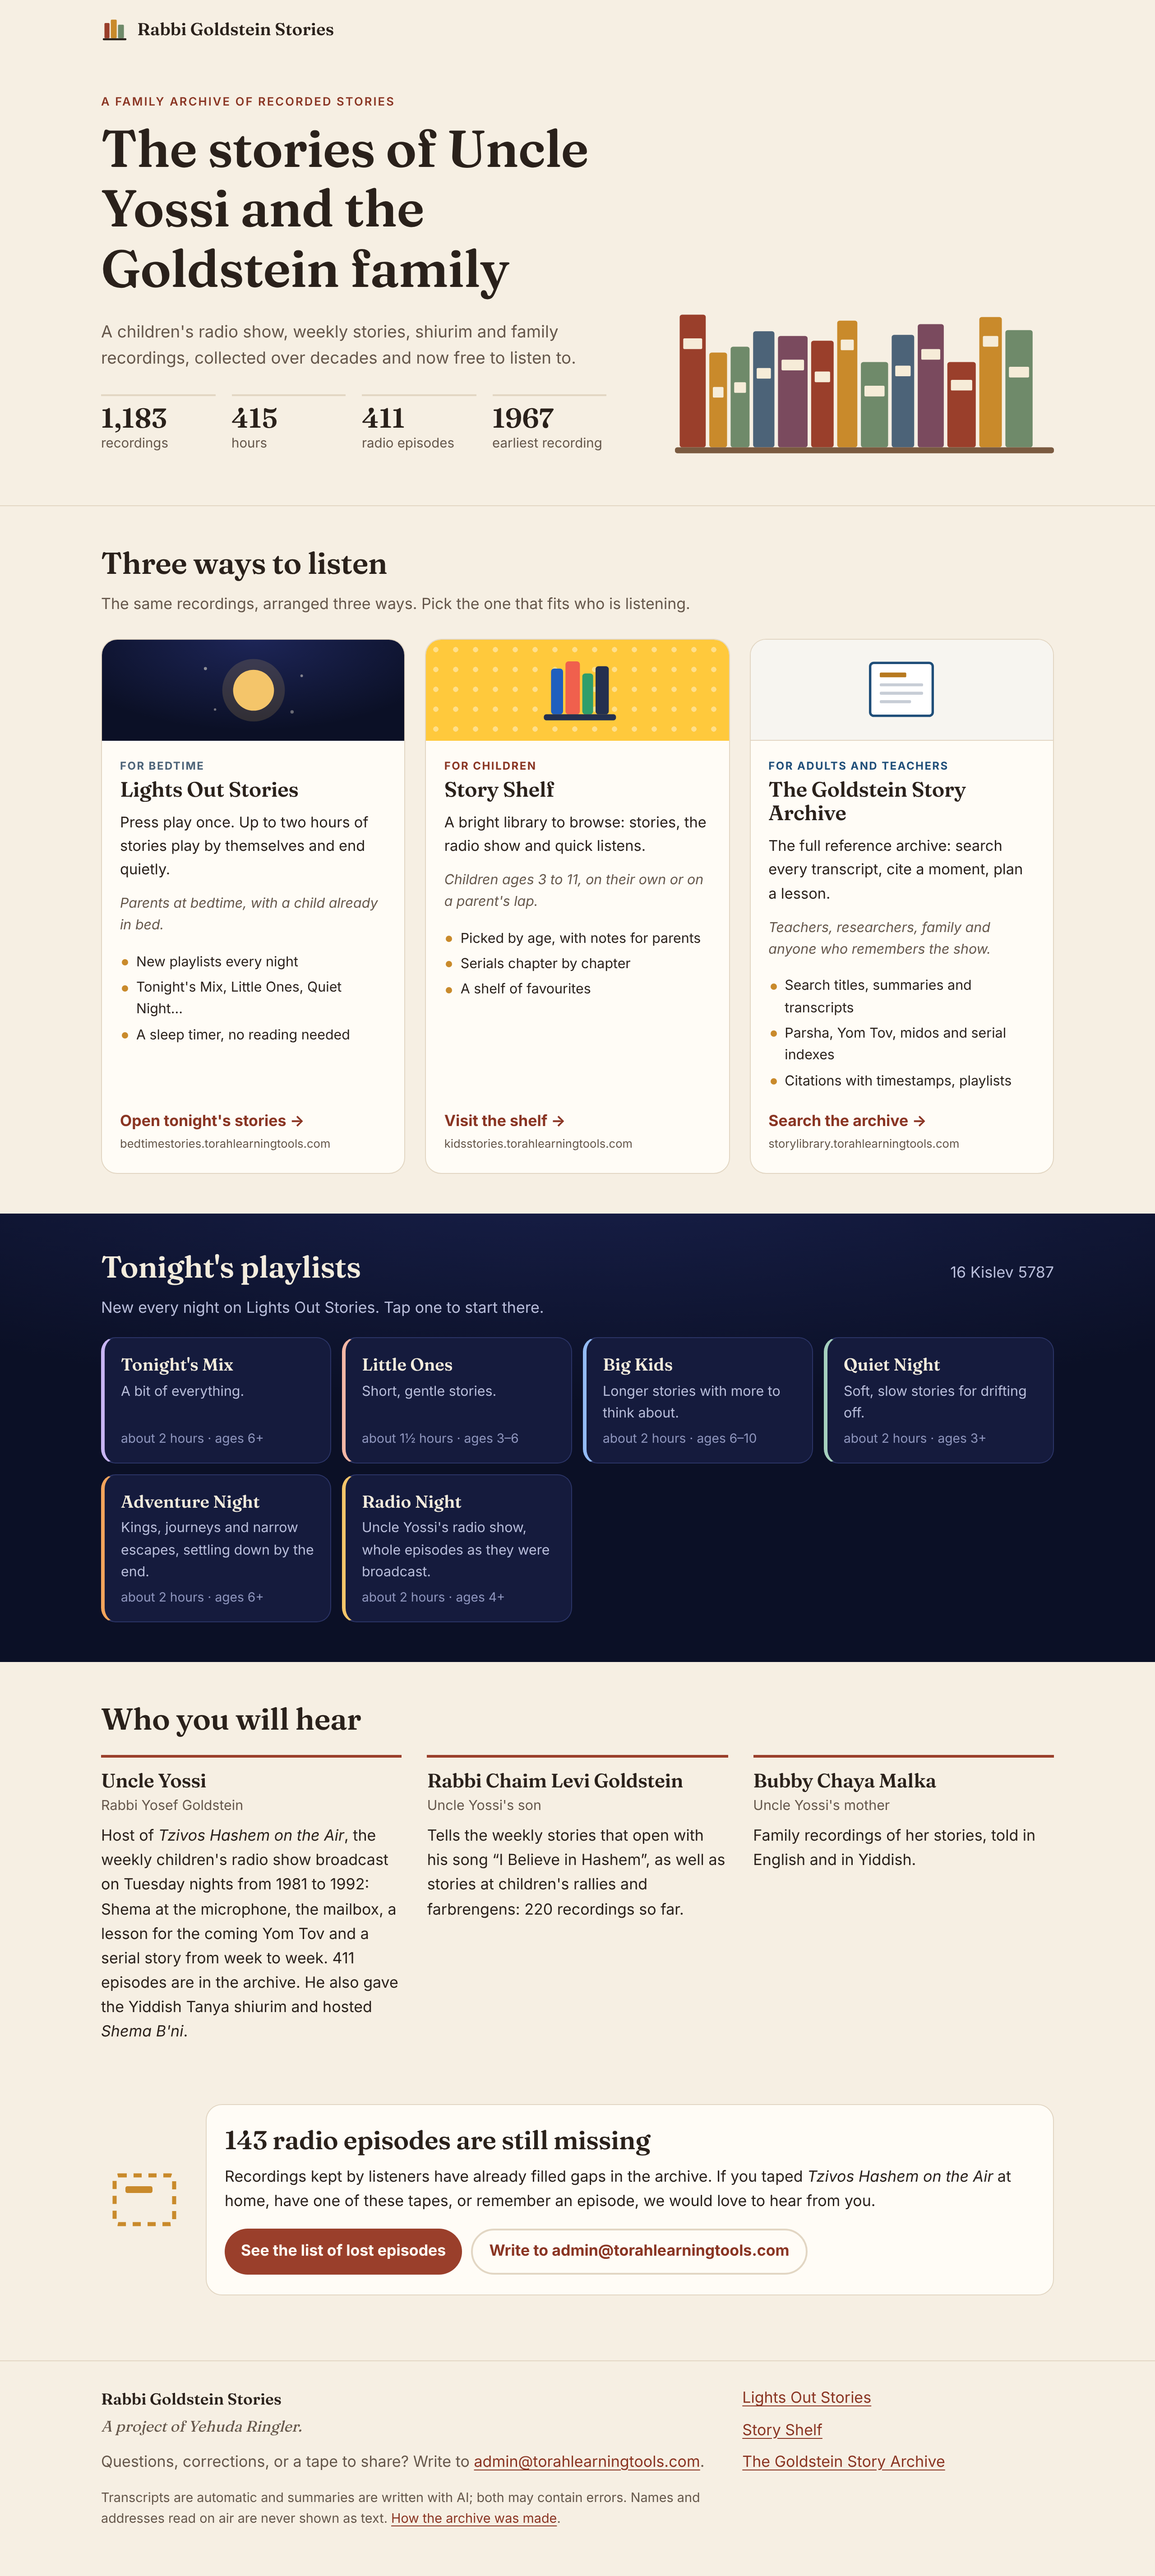 Rabbi Goldstein Stories
A FAMILY ARCHIVE OF RECORDED STORIES
The stories of Uncle
Yossi and the
Goldstein family
A children's radio show, weekly stories, shiurim and family
recordings, collected over decades and now free to listen to.
1,183
recordings
415
hours
411
radio episodes
1967
earliest recording
Three ways to listen
The same recordings, arranged three ways. Pick the one that fits who is listening.
FOR BEDTIME
Lights Out Stories
Press play once. Up to two hours of
stories play by themselves and end
quietly.
Parents at bedtime, with a child already
in bed.
New playlists every night
Tonight's Mix, Little Ones, Quiet
Night…
A sleep timer, no reading needed
Open tonight's stories →
bedtimestories.torahlearningtools.com
FOR CHILDREN
Story Shelf
A bright library to browse: stories, the
radio show and quick listens.
Children ages 3 to 11, on their own or on
a parent's lap.
Picked by age, with notes for parents
Serials chapter by chapter
A shelf of favourites
Visit the shelf →
kidsstories.torahlearningtools.com
FOR ADULTS AND TEACHERS
The Goldstein Story
Archive
The full reference archive: search
every transcript, cite a moment, plan
a lesson.
Teachers, researchers, family and
anyone who remembers the show.
Search titles, summaries and
transcripts
Parsha, Yom Tov, midos and serial
indexes
Citations with timestamps, playlists
Search the archive →
storylibrary.torahlearningtools.com
Tonight's playlists
16 Kislev 5787
New every night on Lights Out Stories. Tap one to start there.
Tonight's Mix
A bit of everything.
about 2 hours · ages 6+
Little Ones
Short, gentle stories.
about 1½ hours · ages 3–6
Big Kids
Longer stories with more to
think about.
about 2 hours · ages 6–10
Quiet Night
Soft, slow stories for drifting
off.
about 2 hours · ages 3+
Adventure Night
Kings, journeys and narrow
escapes, settling down by the
end.
about 2 hours · ages 6+
Radio Night
Uncle Yossi's radio show,
whole episodes as they were
broadcast.
about 2 hours · ages 4+
Who you will hear
Uncle Yossi
Rabbi Yosef Goldstein
Host of Tzivos Hashem on the Air, the
weekly children's radio show broadcast
on Tuesday nights from 1981 to 1992:
Shema at the microphone, the mailbox, a
lesson for the coming Yom Tov and a
serial story from week to week. 411
episodes are in the archive. He also gave
the Yiddish Tanya shiurim and hosted
Shema B'ni.
Rabbi Chaim Levi Goldstein
Uncle Yossi's son
Tells the weekly stories that open with
his song “I Believe in Hashem”, as well as
stories at children's rallies and
farbrengens: 220 recordings so far.
Bubby Chaya Malka
Uncle Yossi's mother
Family recordings of her stories, told in
English and in Yiddish.
143 radio episodes are still missing
Recordings kept by listeners have already filled gaps in the archive. If you taped Tzivos Hashem on the Air at
home, have one of these tapes, or remember an episode, we would love to hear from you.
See the list of lost episodes
Write to admin@torahlearningtools.com
Rabbi Goldstein Stories
A project of Yehuda Ringler.
Questions, corrections, or a tape to share? Write to admin@torahlearningtools.com.
Transcripts are automatic and summaries are written with AI; both may contain errors. Names and
addresses read on air are never shown as text. How the archive was made.
Lights Out Stories
Story Shelf
The Goldstein Story Archive